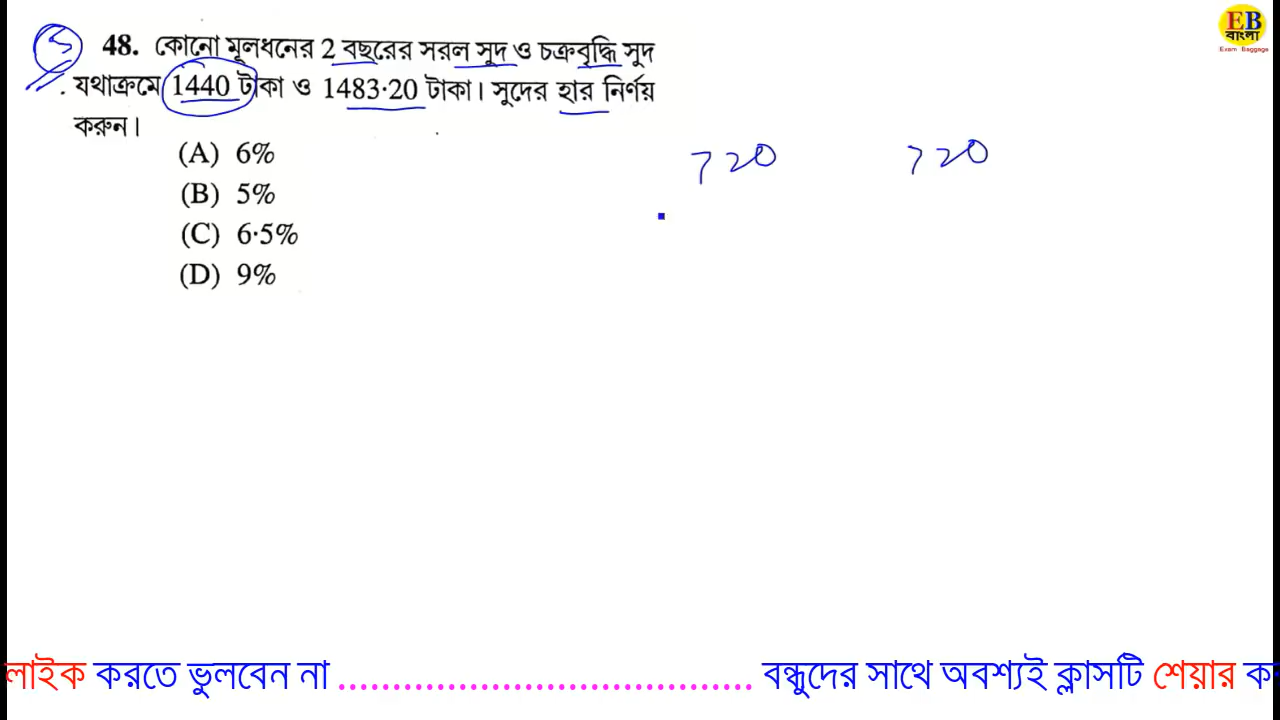 EB
বাংলা
Exam Baggage
48. কোনো মূলধনের 2 বছরের সরল সুদ ও চক্রবৃদ্ধি সুদ
যথাক্রমে 1440 টাকা ও 1483·20 টাকা। সুদের হার নির্ণয়
করুন।
(A) 6%
(B) 5%
(C) 6·5%
(D) 9%
720 720
লাইক করতে ভুলবেন না .................................. বন্ধুদের সাথে অবশ্যই ক্লাসটি শেয়ার